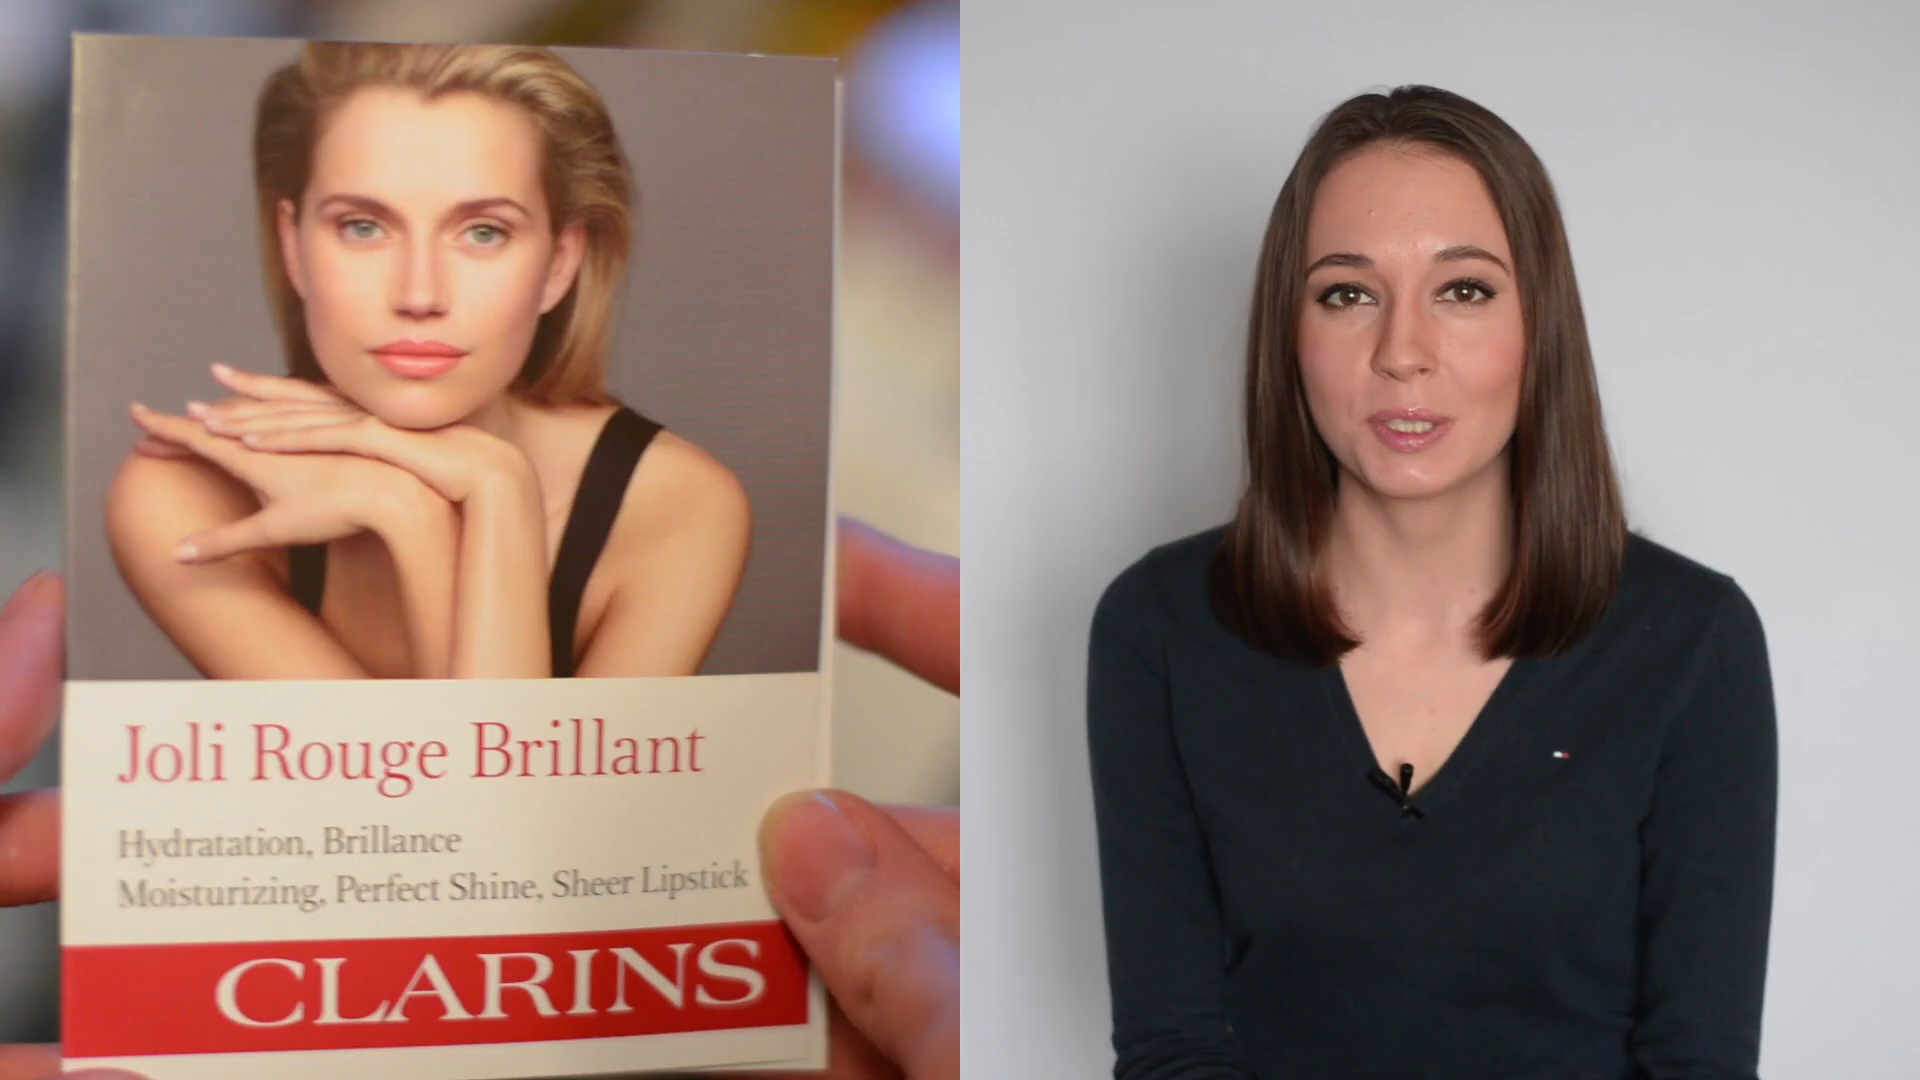 Joli Rouge Brillant
Hydratation, Brillance
Moisturizing, Perfect Shine, Sheer Lipstick
CLARINS